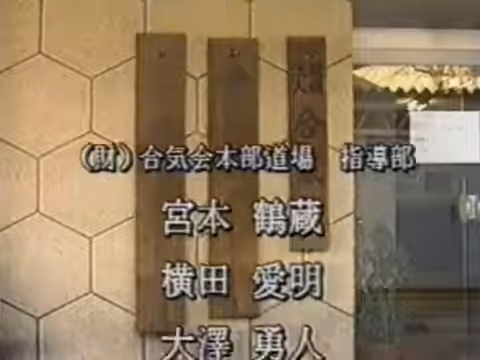 (財)合気会本部道場　指導部
宮本　鶴蔵
横田　愛明
大澤　勇人